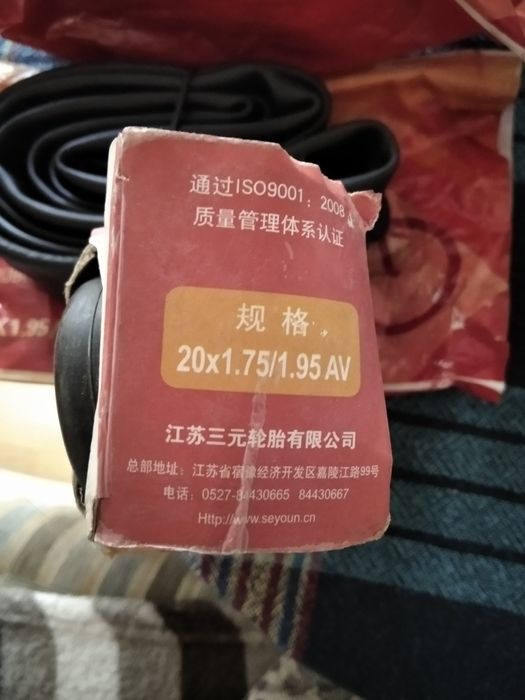 通过ISO9001：2008
质量管理体系认证
规 格
20x1.75/1.95 AV
江苏三元轮胎有限公司
总部地址：江苏省宿豫经济开发区嘉陵江路99号
电话：0527-84430665 84430667
Http://www.seyoun.cn
X1.95